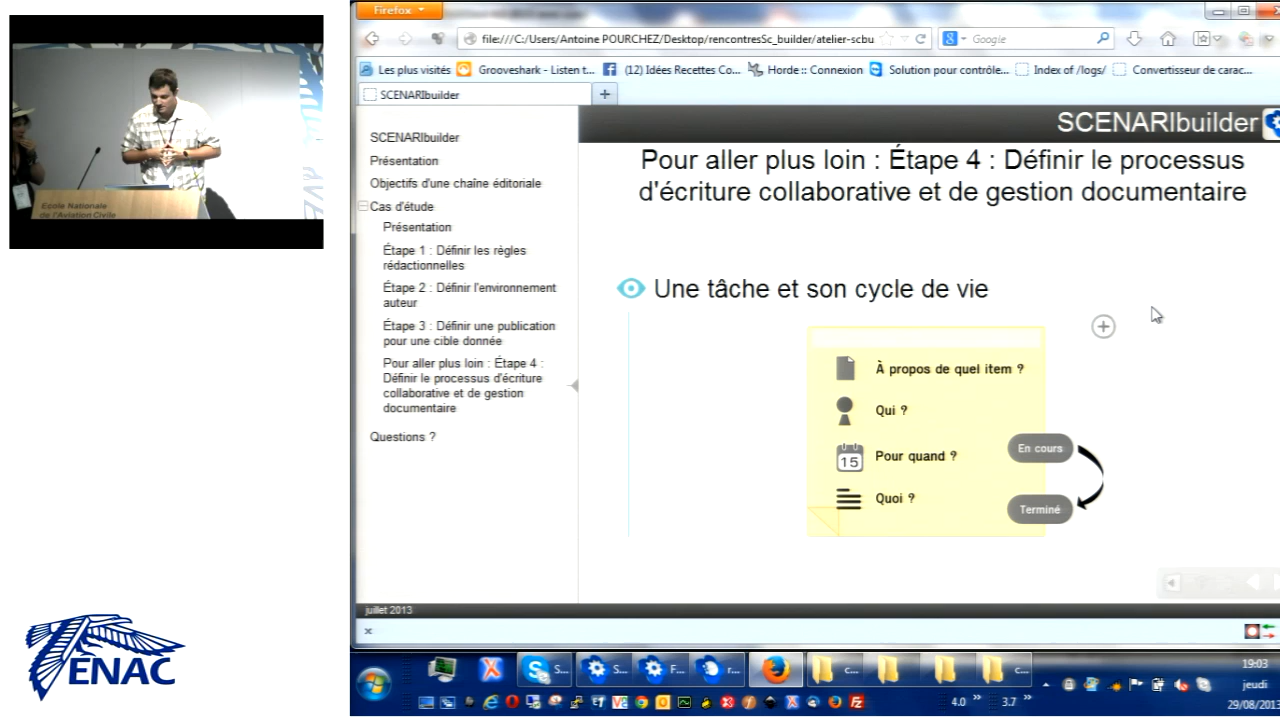 Ecole Nationale
de l'Aviation Civile
ENAC
Firefox
file:///C:/Users/Antoine POURCHEZ/Desktop/rencontresSc_builder/atelier-scbu
Google
Les plus visités
Grooveshark - Listen t...
(12) Idées Recettes Co...
Horde :: Connexion
Solution pour contrôle...
Index of /logs/
Convertisseur de carac...
SCENARIbuilder
SCENARIbuilder
Présentation
Objectifs d'une chaîne éditoriale
Cas d'étude
Présentation
Étape 1 : Définir les règles
rédactionnelles
Étape 2 : Définir l'environnement
auteur
Étape 3 : Définir une publication
pour une cible donnée
Pour aller plus loin : Étape 4 :
Définir le processus d'écriture
collaborative et de gestion
documentaire
Questions ?
SCENARIbuilder
Pour aller plus loin : Étape 4 : Définir le processus
d'écriture collaborative et de gestion documentaire
Une tâche et son cycle de vie
À propos de quel item ?
Qui ?
15
Pour quand ?
En cours
Quoi ?
Terminé
juillet 2013
S...
S...
F...
r...
c...
c...
19:03
jeudi
4.0
3.7
29/08/2013